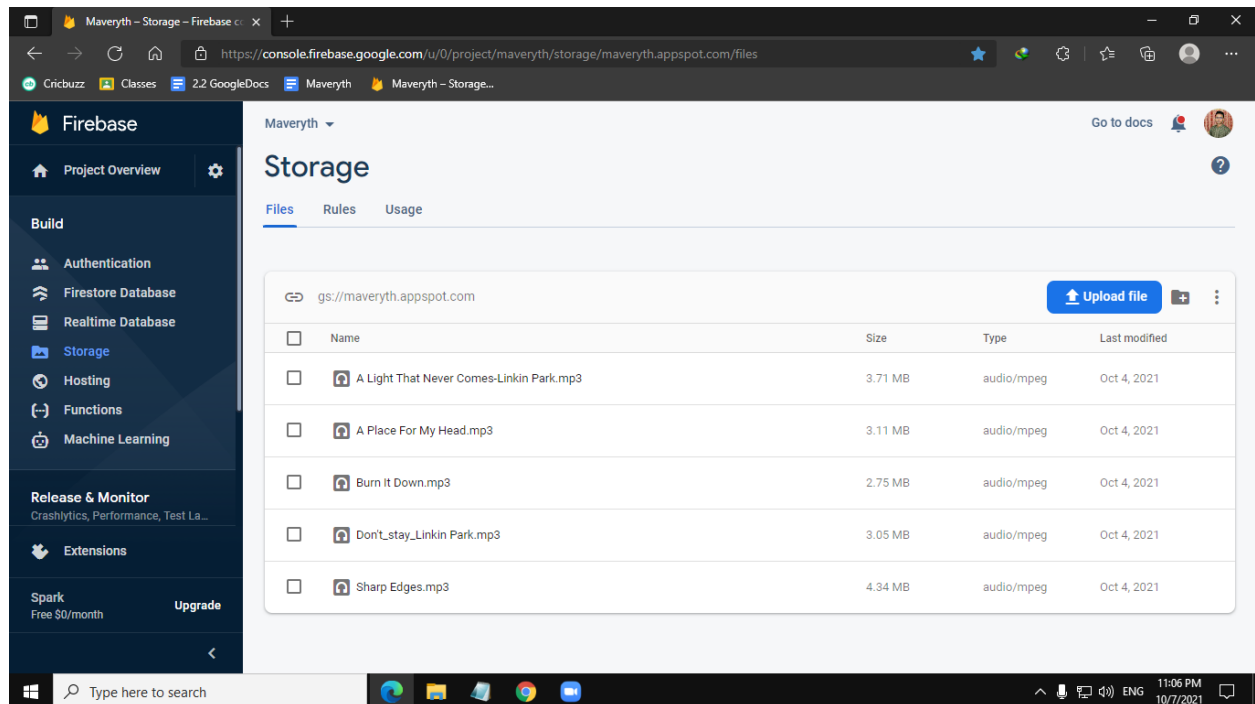 Maveryth – Storage – Firebase co
https://console.firebase.google.com/u/0/project/maveryth/storage/maveryth.appspot.com/files
Cricbuzz Classes 2.2 GoogleDocs Maveryth Maveryth – Storage...
Firebase
Project Overview
Build
Authentication
Firestore Database
Realtime Database
Storage
Hosting
Functions
Machine Learning
Release & Monitor
Crashlytics, Performance, Test La...
Extensions
Spark
Free $0/month
Upgrade
Maveryth
Go to docs
Storage
Files Rules Usage
gs://maveryth.appspot.com
Upload file
Name Size Type Last modified
A Light That Never Comes-Linkin Park.mp3 3.71 MB audio/mpeg Oct 4, 2021
A Place For My Head.mp3 3.11 MB audio/mpeg Oct 4, 2021
Burn It Down.mp3 2.75 MB audio/mpeg Oct 4, 2021
Don't_stay_Linkin Park.mp3 3.05 MB audio/mpeg Oct 4, 2021
Sharp Edges.mp3 4.34 MB audio/mpeg Oct 4, 2021
Type here to search
ENG
11:06 PM
10/7/2021